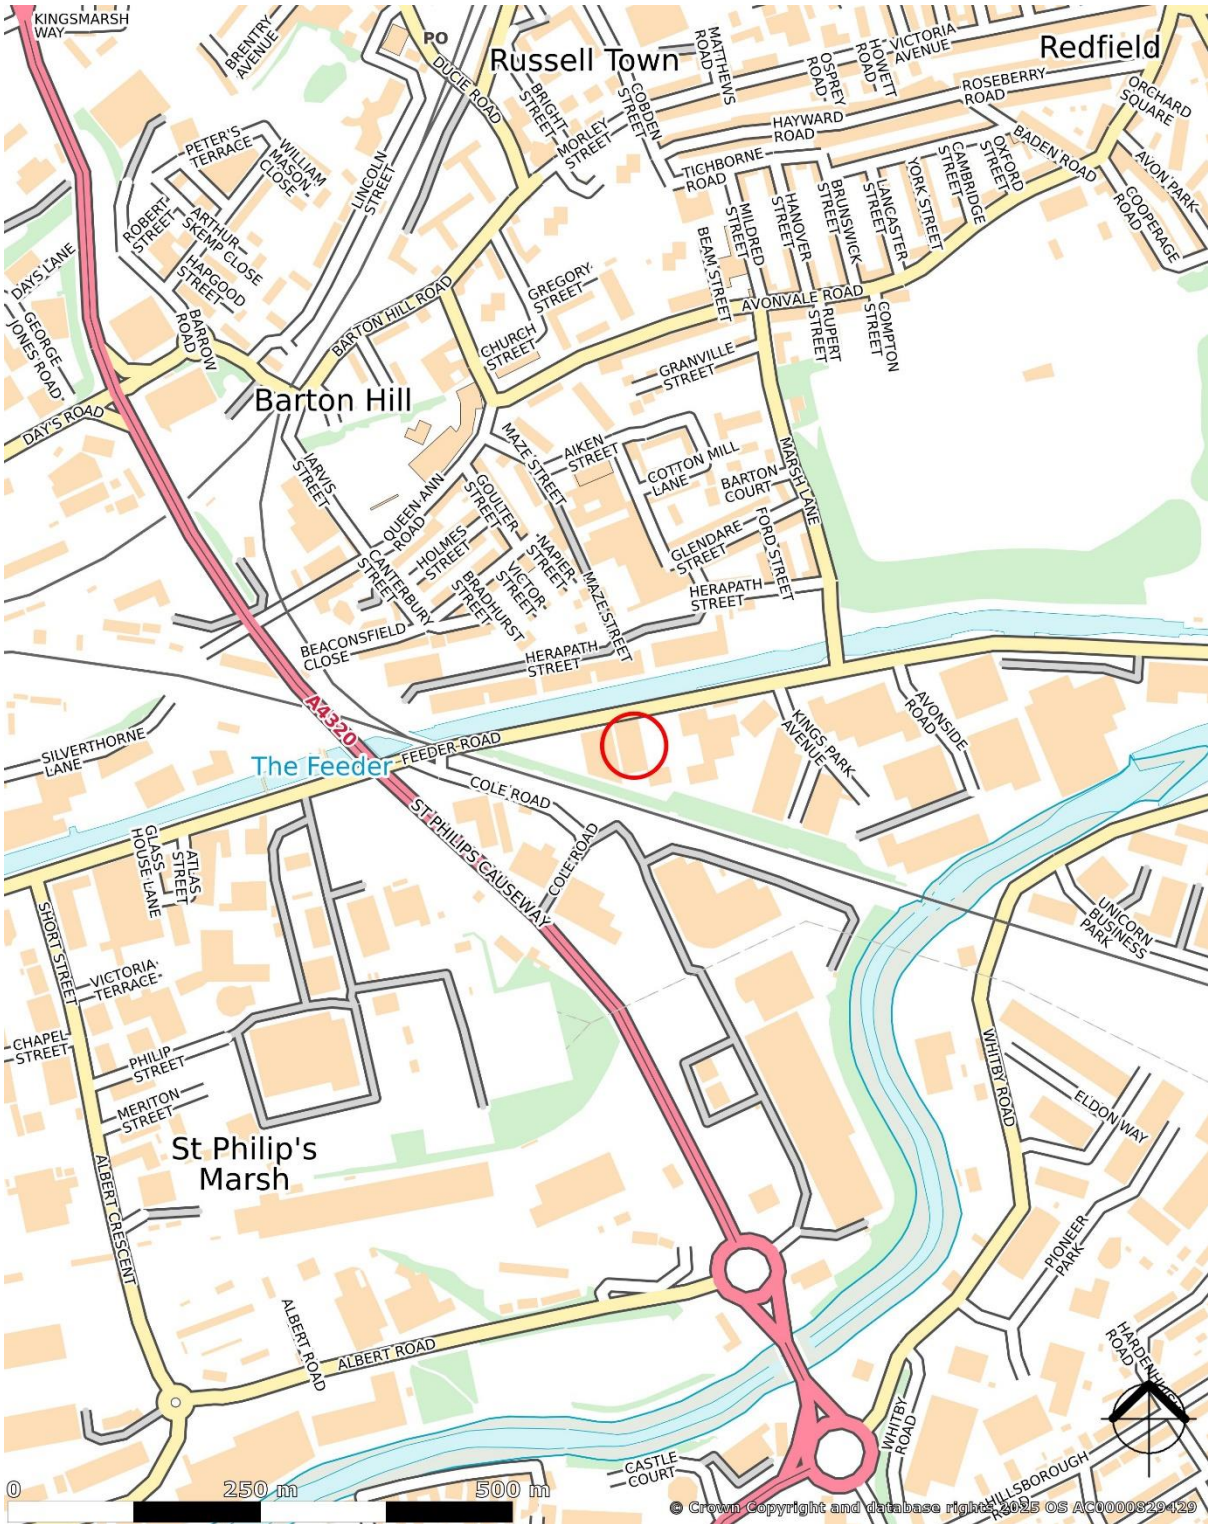 KINGSMARSH
WAY
BRENTRY
AVENUE
PO
DUCIE ROAD
Russell Town
MATTHEWS
ROAD
OSPREY
ROAD
HOWETT
ROAD
VICTORIA
AVENUE
Redfield
ROSEBERRY
ROAD
ORCHARD
SQUARE
BRIGHT
STREET
COBDEN
STREET
MORLEY
STREET
HAYWARD
ROAD
TICHBORNE
ROAD
BADEN ROAD
OXFORD
STREET
CAMBRIDGE
STREET
YORK STREET
LANCASTER
STREET
BRUNSWICK
STREET
HANOVER
STREET
MILDRED
STREET
BEAM STREET
AVON PARK
COOPERAGE
ROAD
PETER'S
TERRACE
WILLIAM
MASON
CLOSE
LINCOLN
STREET
ROBERT
STREET
ARTHUR
SKEMP CLOSE
HAPGOOD
STREET
DAYS LANE
GEORGE
JONES ROAD
BARROW
ROAD
BARTON HILL ROAD
GREGORY
STREET
CHURCH
STREET
AVONVALE ROAD
RUPERT
STREET
COMPTON
STREET
GRANVILLE
STREET
DAY'S ROAD
Barton Hill
JARVIS
STREET
QUEEN ANN
ROAD
MAZE STREET
AIKEN
STREET
COTTON MILL
LANE
BARTON
COURT
MARSH LANE
GOULTER
STREET
HOLMES
STREET
NAPIER
STREET
VICTOR
STREET
BRADHURST
STREET
CANTERBURY
STREET
MAZE STREET
GLENDARE
STREET
FORD STREET
HERAPATH
STREET
BEACONSFIELD
CLOSE
HERAPATH
STREET
A4320
SILVERTHORNE
LANE
The Feeder
FEEDER ROAD
KINGS PARK
AVENUE
AVONSIDE
ROAD
COLE ROAD
ST PHILIPS CAUSEWAY
COLE ROAD
GLASS
HOUSE LANE
ATLAS
STREET
SHORT STREET
VICTORIA
TERRACE
CHAPEL
STREET
PHILIP
STREET
MERITON
STREET
UNICORN
BUSINESS
PARK
WHITBY ROAD
ELDON WAY
St Philip's
Marsh
ALBERT CRESCENT
PIONEER
PARK
ALBERT ROAD
ALBERT ROAD
WHITBY
ROAD
CASTLE
COURT
HILLSBOROUGH
ROAD
0
250 m
500 m
© Crown Copyright and database rights 2025 OS AC0000829429